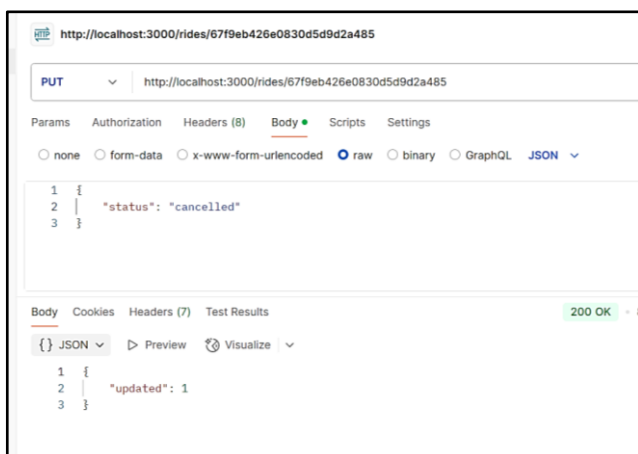 HTTP http://localhost:3000/rides/67f9eb426e0830d5d9d2a485
PUT http://localhost:3000/rides/67f9eb426e0830d5d9d2a485
Params Authorization Headers (8) Body Scripts Settings
none form-data x-www-form-urlencoded raw binary GraphQL JSON
1 {
2 "status": "cancelled"
3 }
Body Cookies Headers (7) Test Results 200 OK
{} JSON Preview Visualize
1 {
2 "updated": 1
3 }